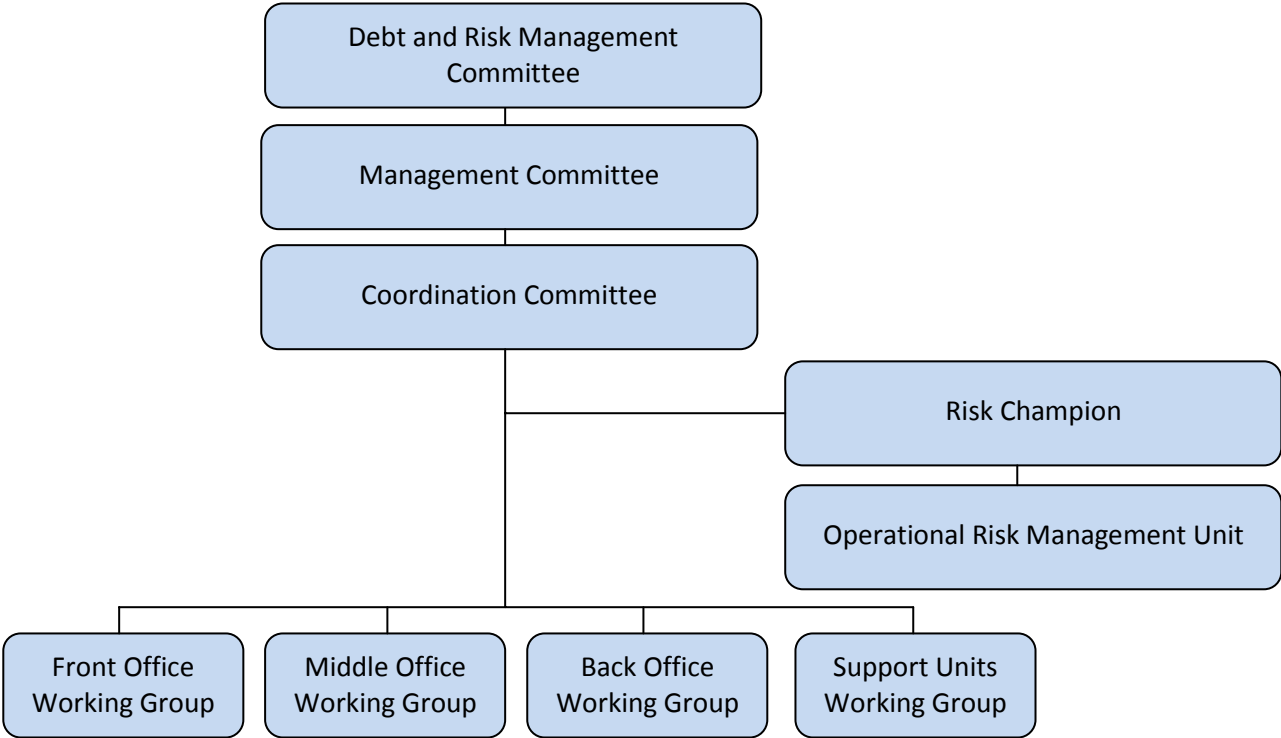 Debt and Risk Management
Committee
Management Committee
Coordination Committee
Risk Champion
Operational Risk Management Unit
Front Office
Working Group
Middle Office
Working Group
Back Office
Working Group
Support Units
Working Group